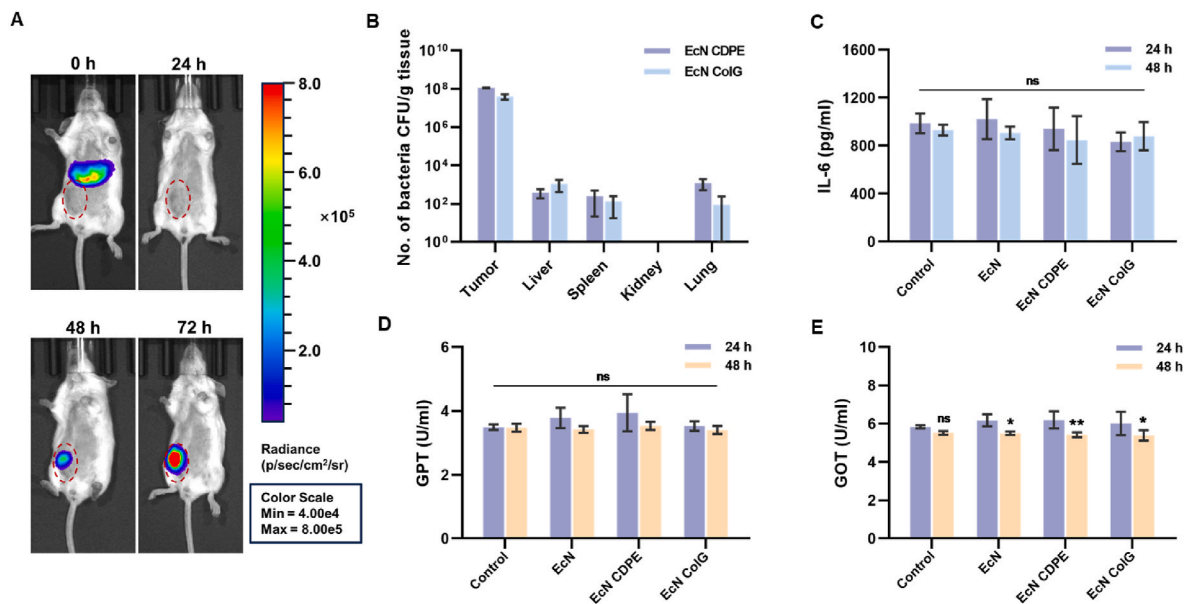 A
0 h
24 h
48 h
72 h
8.0
6.0
×10⁵
4.0
2.0
Radiance
(p/sec/cm²/sr)
Color Scale
Min = 4.00e4
Max = 8.00e5
B
No. of bacteria CFU/g tissue
10¹⁰
10⁸
10⁶
10⁴
10²
10⁰
EcN CDPE
EcN ColG
Tumor
Liver
Spleen
Kidney
Lung
C
IL-6 (pg/ml)
1600
1200
800
400
0
24 h
48 h
ns
Control
EcN
EcN CDPE
EcN ColG
D
GPT (U/ml)
6
4
2
0
24 h
48 h
ns
Control
EcN
EcN CDPE
EcN ColG
E
GOT (U/ml)
10
8
6
4
2
0
24 h
48 h
ns
*
**
*
Control
EcN
EcN CDPE
EcN ColG